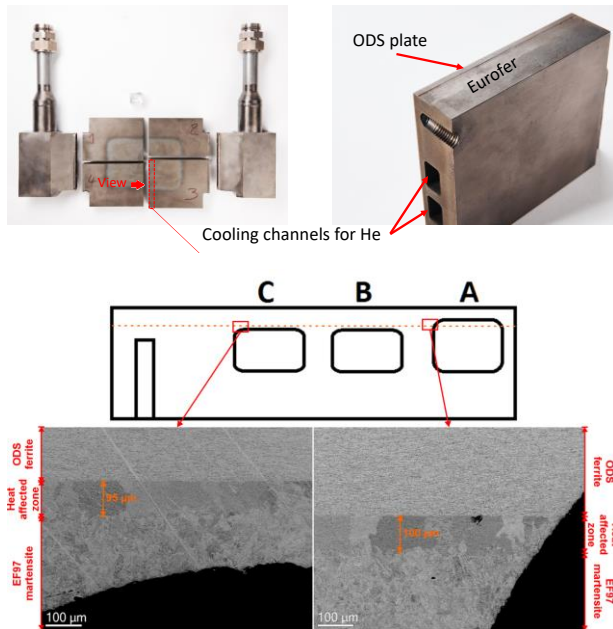 ODS plate
Eurofer
2
View
4
3
Cooling channels for He
C B A
ODS
ferrite
Heat
affected
zone
EF97
martensite
95 µm
100 µm
ODS
ferrite
affected
zone
EF97
martensite
100 µm
100 µm